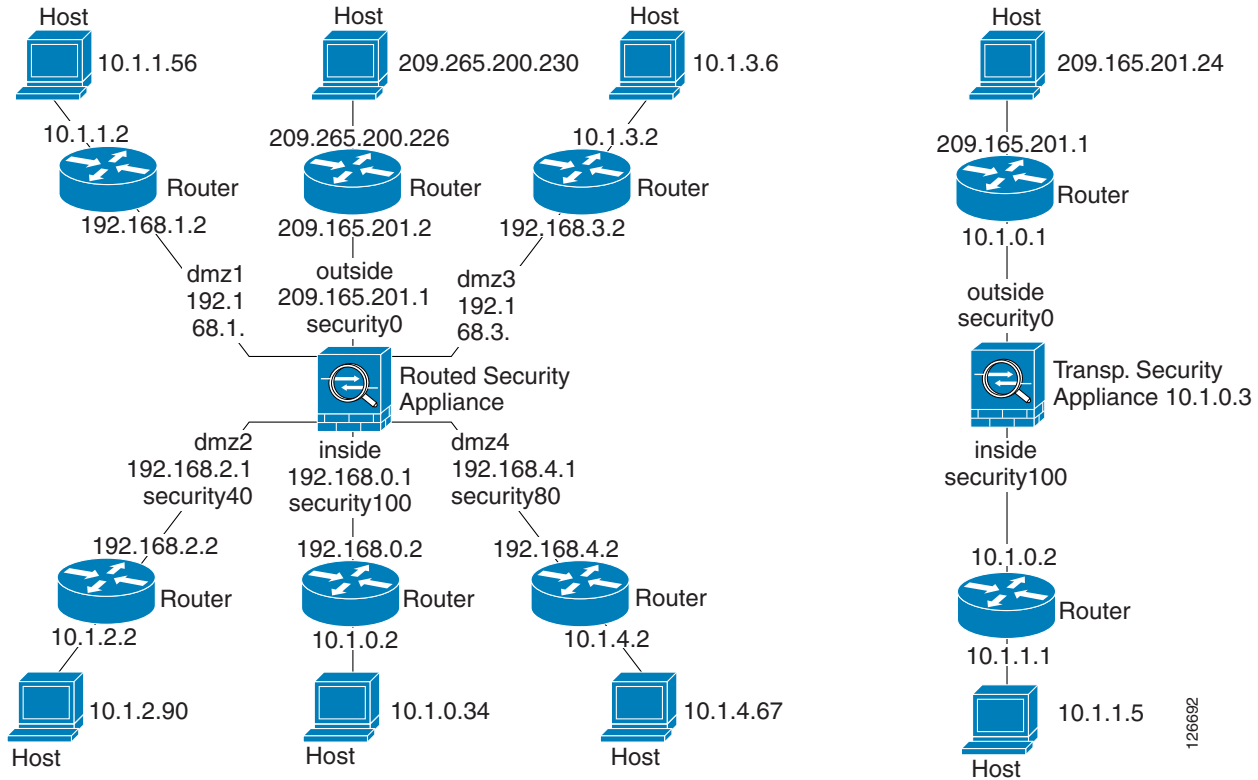 Host
10.1.1.56
10.1.1.2
Router
192.168.1.2
dmz1
192.1
68.1.
Host
209.265.200.230
209.265.200.226
Router
209.165.201.2
outside
209.165.201.1
security0
Host
10.1.3.6
10.1.3.2
Router
192.168.3.2
dmz3
192.1
68.3.
Routed Security
Appliance
dmz2
192.168.2.1
security40
192.168.2.2
Router
10.1.2.2
10.1.2.90
Host
inside
192.168.0.1
security100
192.168.0.2
Router
10.1.0.2
10.1.0.34
Host
dmz4
192.168.4.1
security80
192.168.4.2
Router
10.1.4.2
10.1.4.67
Host
Host
209.165.201.24
209.165.201.1
Router
10.1.0.1
outside
security0
Transp. Security
Appliance 10.1.0.3
inside
security100
10.1.0.2
Router
10.1.1.1
10.1.1.5
Host
126692